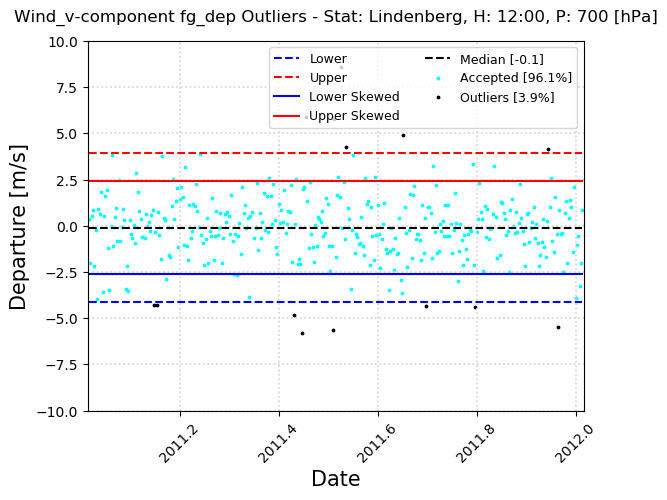 Wind_v-component fg_dep Outliers - Stat: Lindenberg, H: 12:00, P: 700 [hPa]
Departure [m/s]
10.0
7.5
5.0
2.5
0.0
−2.5
−5.0
−7.5
−10.0
Lower
Upper
Lower Skewed
Upper Skewed
Median [-0.1]
Accepted [96.1%]
Outliers [3.9%]
2011.2
2011.4
2011.6
2011.8
2012.0
Date